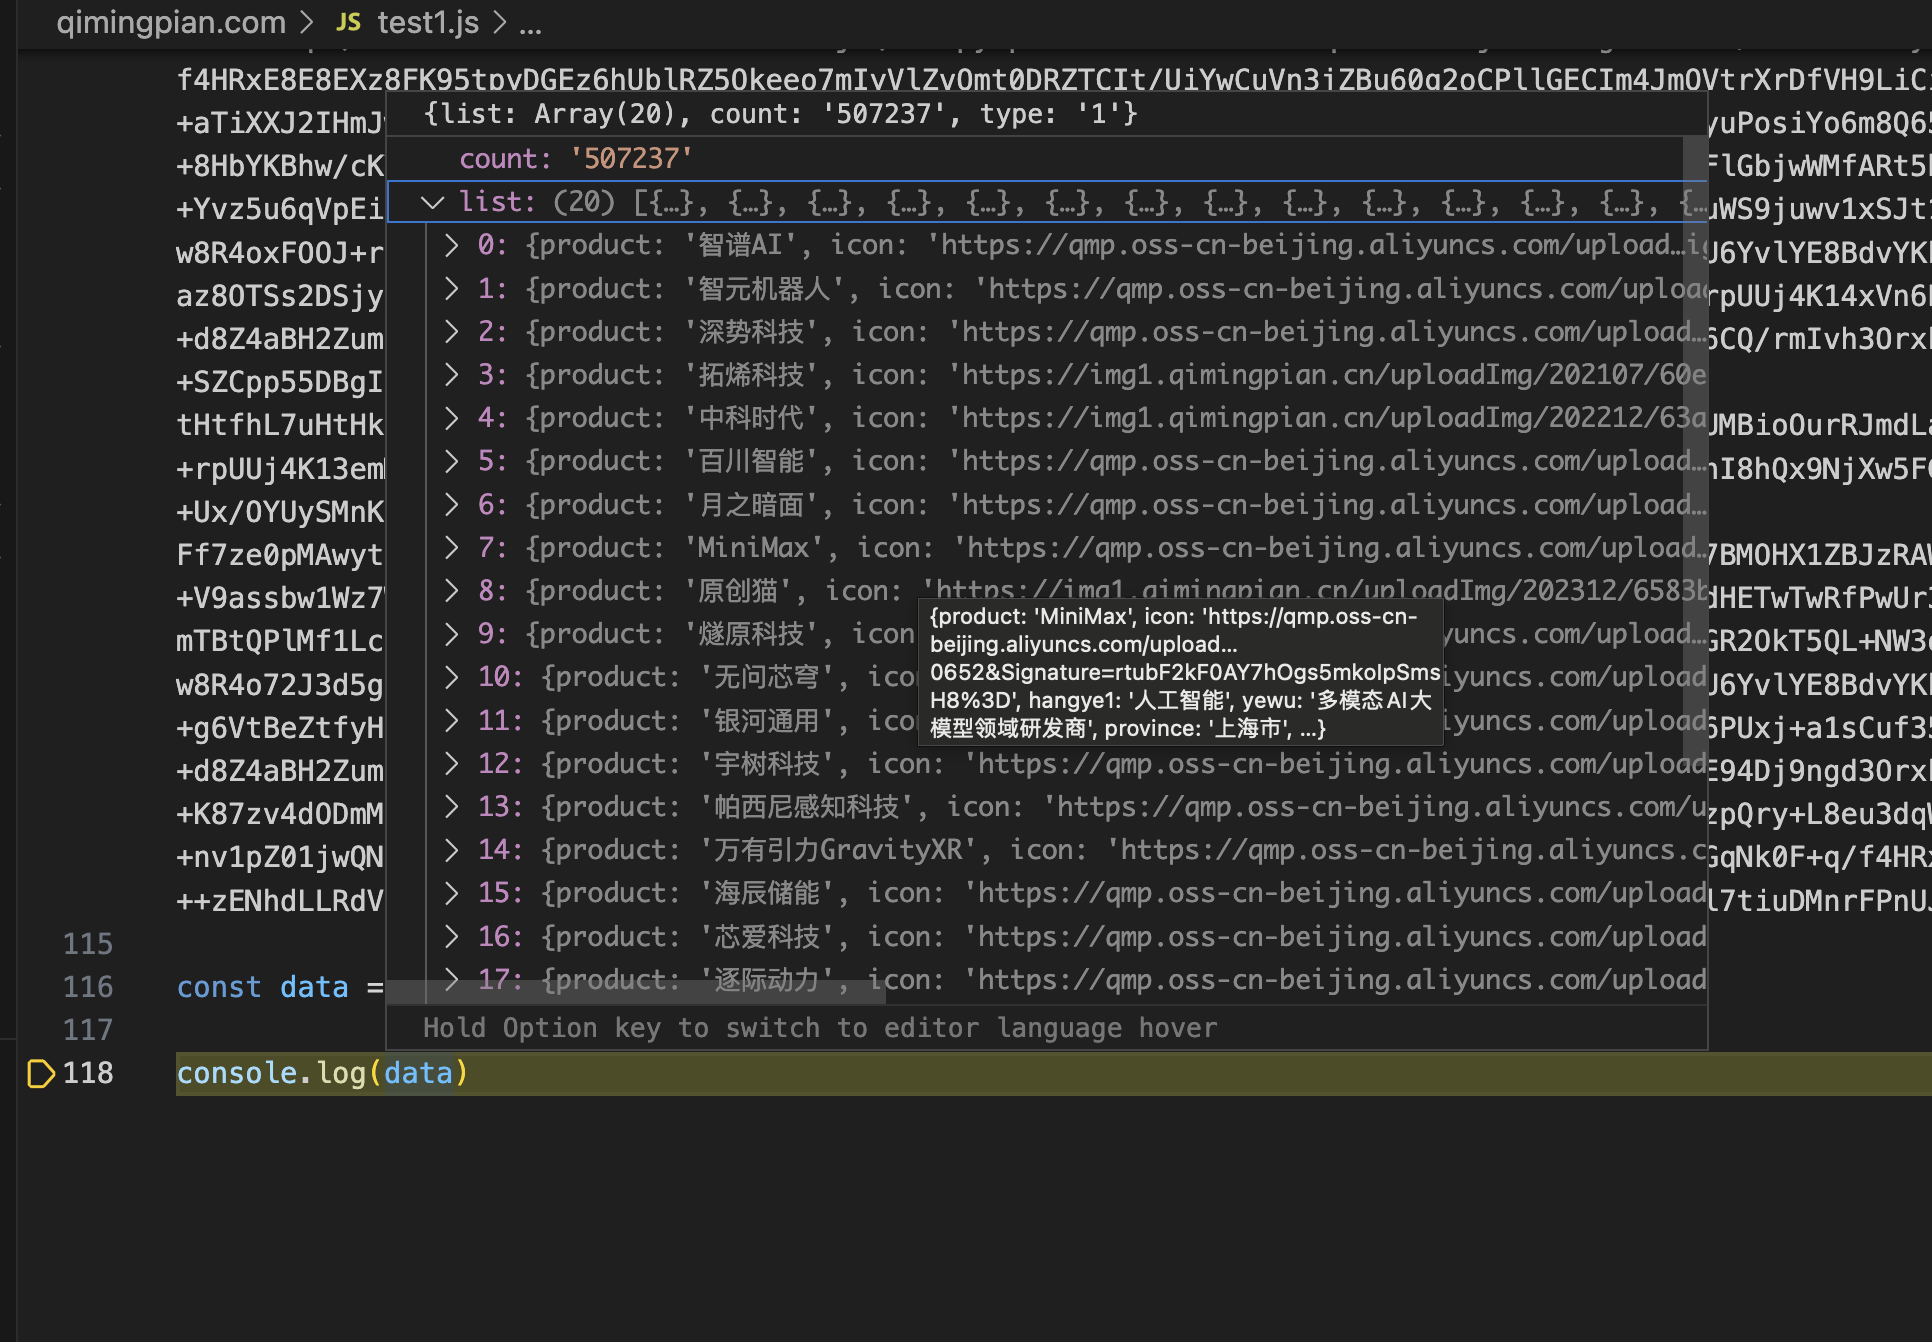 qimingpian.com > JS test1.js > ...
f4HRxE8E8EXz8FK95tpvDGEz6hUblRZ5Okeeo7mIvVlZvOmt0DRZTCIt/UiYwCuVn3jZBu60q2oCPllGECIm4JmOVtrXrDfVH9LiC
{list: Array(20), count: '507237', type: '1'}
+aTiXXJ2IHmJ yuPosiYo6m8Q65
count: '507237'
+8HbYKBhw/cK FlGbjwWMfARt5
list: (20) [{…}, {…}, {…}, {…}, {…}, {…}, {…}, {…}, {…}, {…}, {…}, {…}, {…}, {…
+Yvz5u6qVpEi uWS9juwv1xSJt
0: {product: '智谱AI', icon: 'https://qmp.oss-cn-beijing.aliyuncs.com/upload…i
w8R4oxFOOJ+r J6YvlYE8BdvYK
1: {product: '智元机器人', icon: 'https://qmp.oss-cn-beijing.aliyuncs.com/uploa
az8OTSs2DSjy rpUUj4K14xVn6
2: {product: '深势科技', icon: 'https://qmp.oss-cn-beijing.aliyuncs.com/upload…
+d8Z4aBH2Zum 6CQ/rmIvh3Orx
3: {product: '拓烯科技', icon: 'https://img1.qimingpian.cn/uploadImg/202107/60e
+SZCpp55DBgI
4: {product: '中科时代', icon: 'https://img1.qimingpian.cn/uploadImg/202212/63a
tHtfhL7uHtHk UMBioOurRJmdL
5: {product: '百川智能', icon: 'https://qmp.oss-cn-beijing.aliyuncs.com/upload…
+rpUUj4K13em nI8hQx9NjXw5F
6: {product: '月之暗面', icon: 'https://qmp.oss-cn-beijing.aliyuncs.com/upload…
+Ux/OYUySMnK
7: {product: 'MiniMax', icon: 'https://qmp.oss-cn-beijing.aliyuncs.com/upload…
Ff7ze0pMAwyt 7BMOHX1ZBJzRA
8: {product: '原创猫', icon: 'https://img1.qimingpian.cn/uploadImg/202312/6583b
+V9assbw1Wz7 dHETwTwRfPwUr
{product: 'MiniMax', icon: 'https://qmp.oss-cn-
beijing.aliyuncs.com/upload…
0652&Signature=rtubF2kF0AY7hOgs5mkoIpSms
H8%3D', hangye1: '人工智能', yewu: '多模态AI大
模型领域研发商', province: '上海市', …}
9: {product: '燧原科技', icon yuncs.com/upload…
mTBtQPlMf1Lc GR2OkT5QL+NW3
10: {product: '无问芯穹', ico iyuncs.com/upload
w8R4o72J3d5g J6YvlYE8BdvYK
11: {product: '银河通用', ico iyuncs.com/upload
+g6VtBeZtfyH 6PUxj+a1sCuf3
12: {product: '宇树科技', icon: 'https://qmp.oss-cn-beijing.aliyuncs.com/upload
+d8Z4aBH2Zum E94Dj9ngd3Orx
13: {product: '帕西尼感知科技', icon: 'https://qmp.oss-cn-beijing.aliyuncs.com/u
+K87zv4dODmM zpQry+L8eu3dq
14: {product: '万有引力GravityXR', icon: 'https://qmp.oss-cn-beijing.aliyuncs.c
+nv1pZ01jwQN GqNk0F+q/f4HR
15: {product: '海辰储能', icon: 'https://qmp.oss-cn-beijing.aliyuncs.com/upload
++zENhdLLRdV l7tiuDMnrFPnU
16: {product: '芯爱科技', icon: 'https://qmp.oss-cn-beijing.aliyuncs.com/upload
115
17: {product: '逐际动力', icon: 'https://qmp.oss-cn-beijing.aliyuncs.com/upload
116 const data =
Hold Option key to switch to editor language hover
117
118 console.log(data)